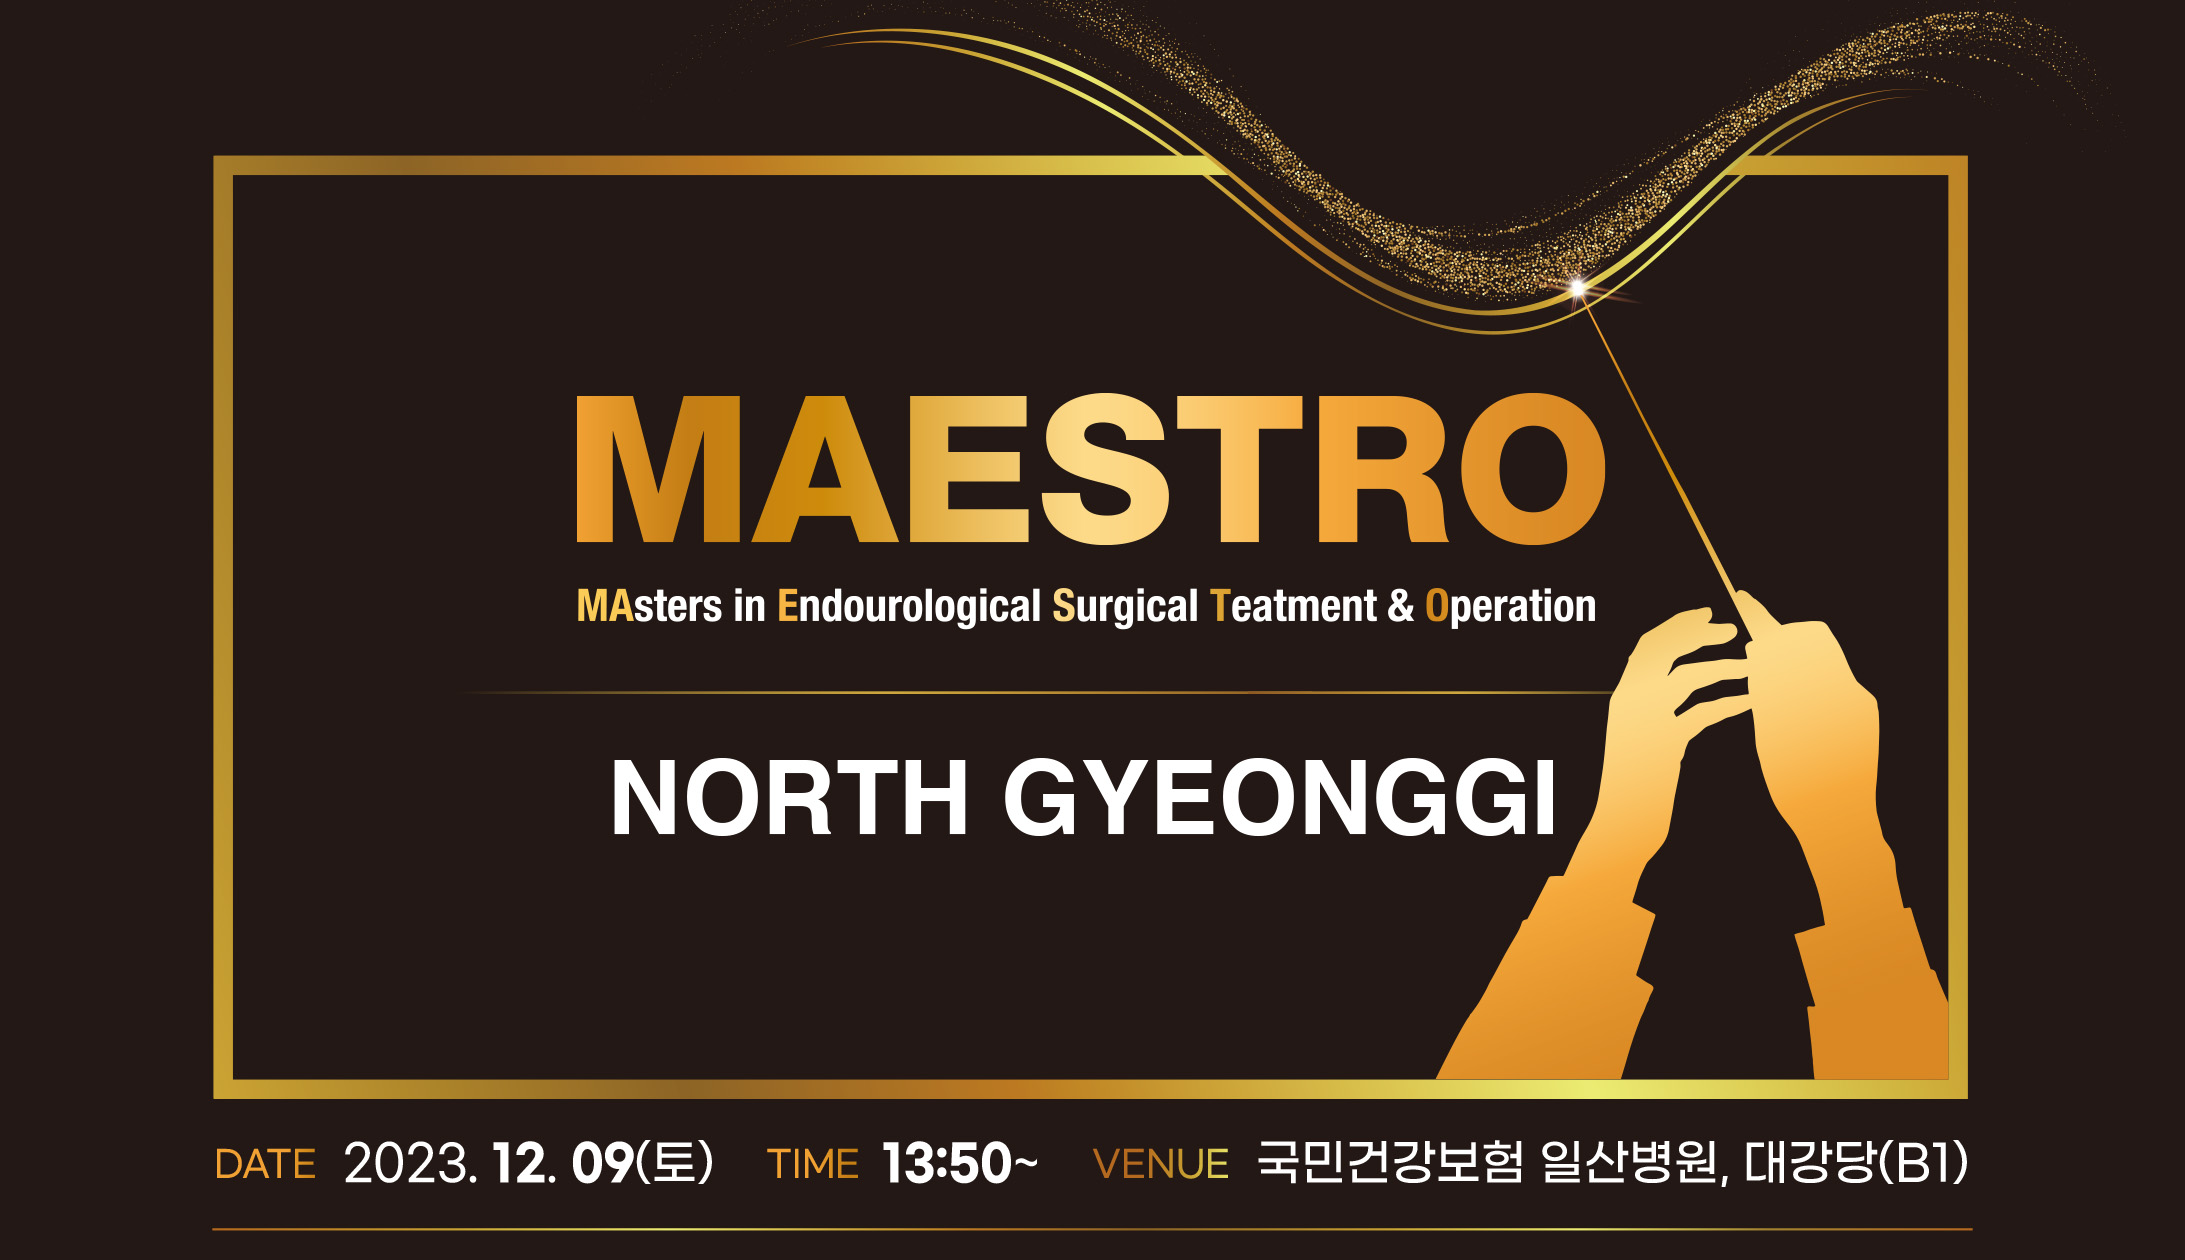 MAESTRO
MAsters in Endourological Surgical Teatment & Operation
NORTH GYEONGGI
DATE 2023. 12. 09(토) TIME 13:50~ VENUE 국민건강보험 일산병원, 대강당(B1)